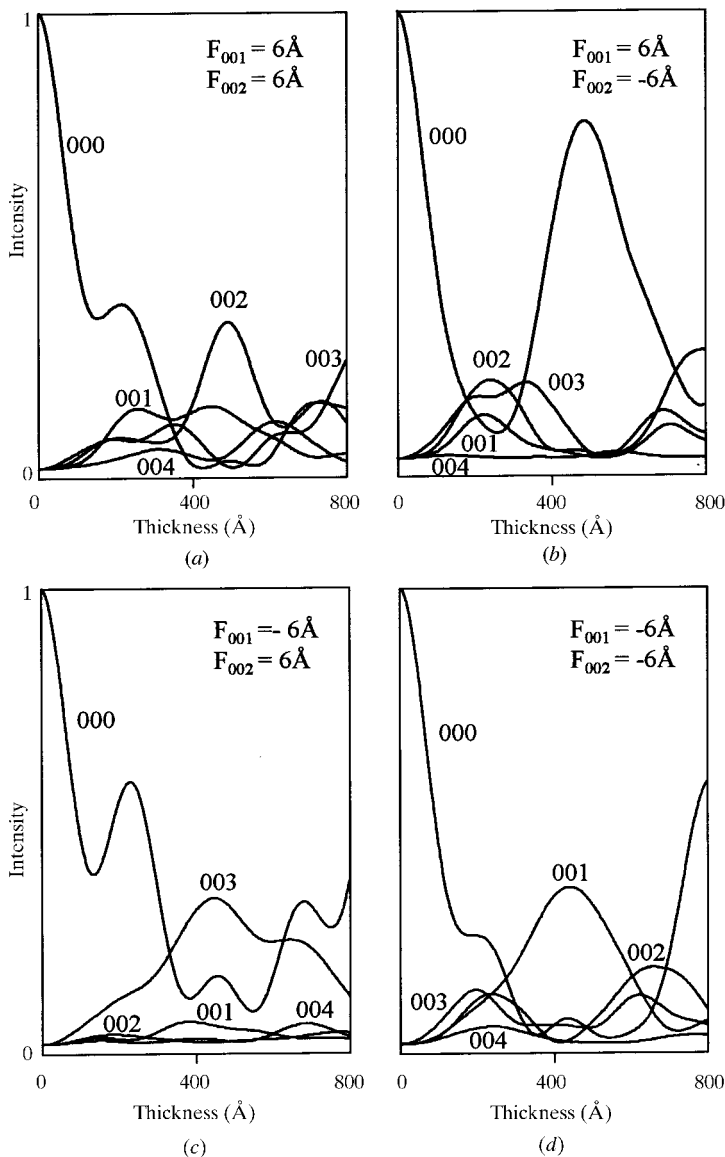 1
F001 = 6Å
F002 = 6Å
000
002
003
001
004
Intensity
0
0 400 800
Thickness (Å)
(a)
F001 = 6Å
F002 = -6Å
000
002
003
001
004
0 400 800
Thickness (Å)
(b)
1
F001 =- 6Å
F002 = 6Å
000
003
002
001
004
Intensity
0
0 400 800
Thickness (Å)
(c)
F001 = -6Å
F002 = -6Å
000
001
002
003
004
0 400 800
Thickness (Å)
(d)